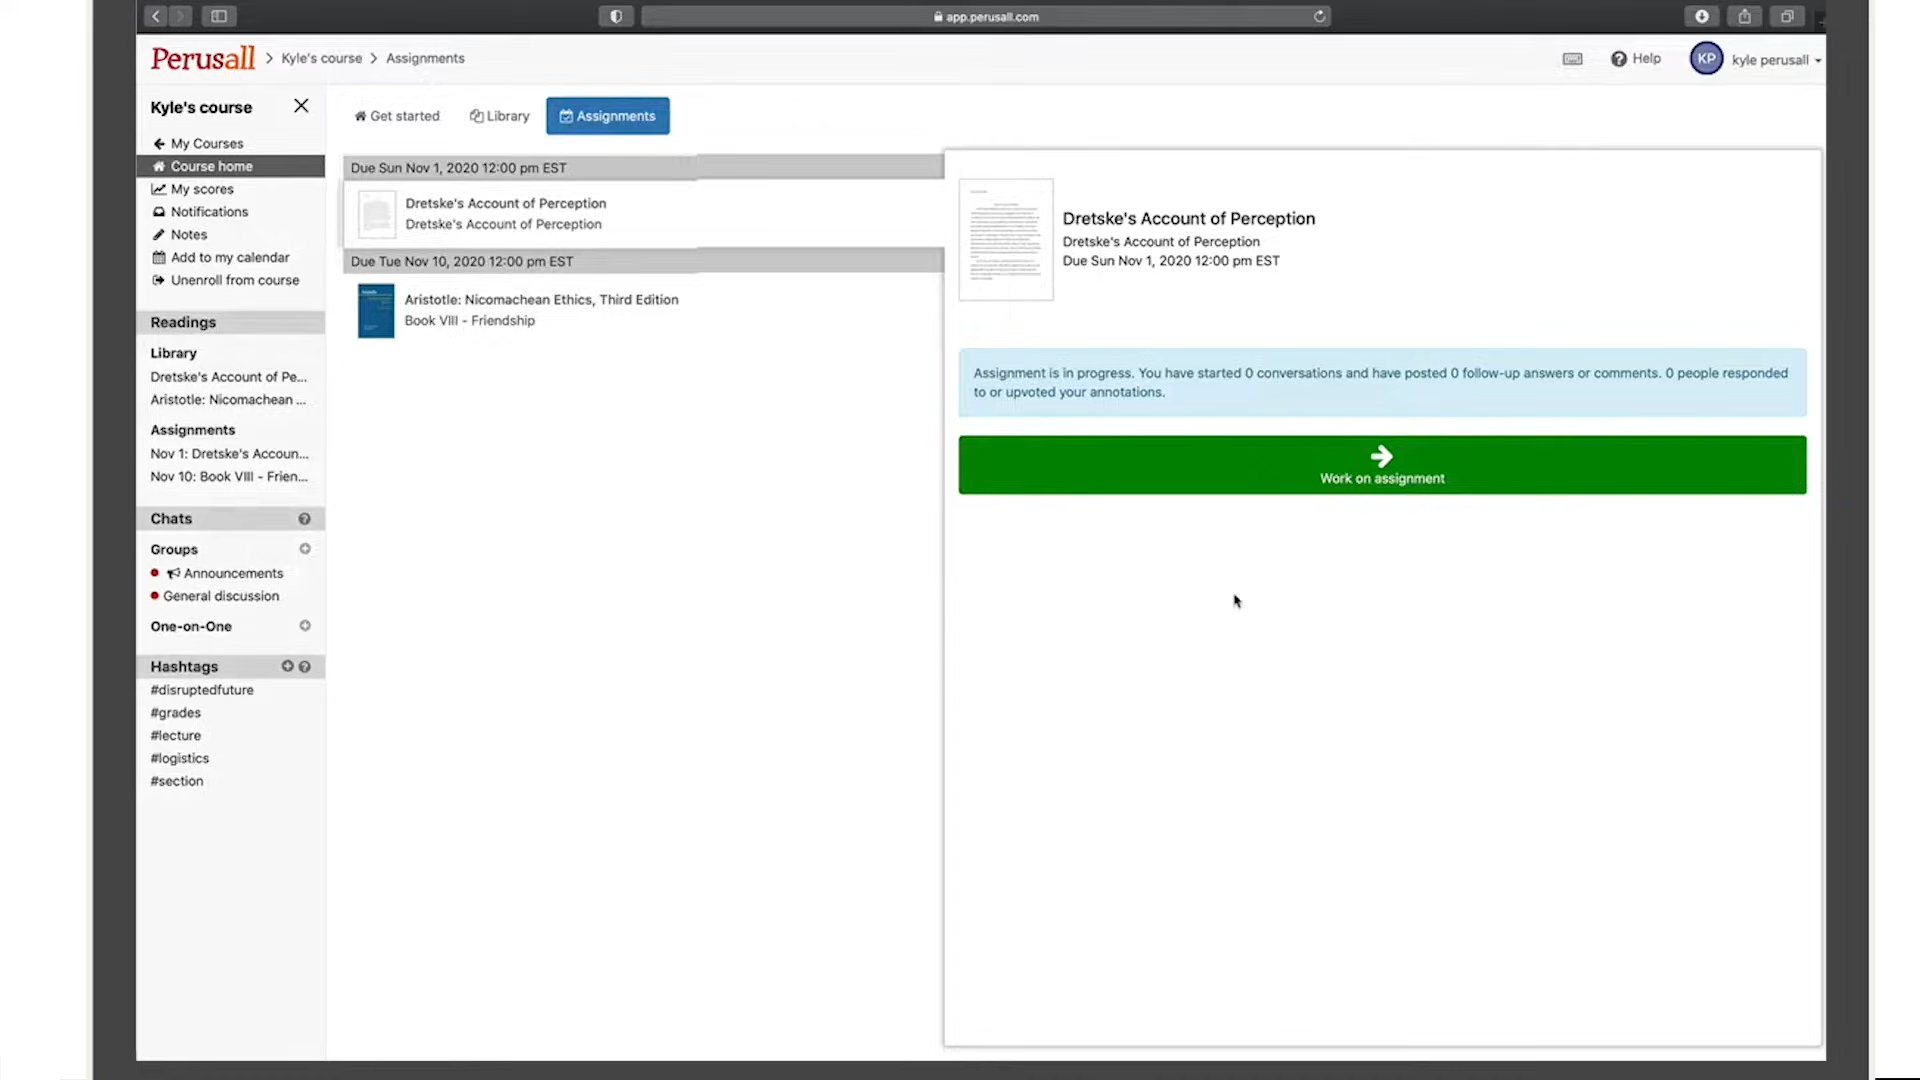 app.perusall.com
Perusall > Kyle's course > Assignments
Help
KP kyle perusall
Kyle's course
My Courses
Course home
My scores
Notifications
Notes
Add to my calendar
Unenroll from course
Readings
Library
Dretske's Account of Pe...
Aristotle: Nicomachean ...
Assignments
Nov 1: Dretske's Accoun...
Nov 10: Book VIII - Frien...
Chats
Groups
Announcements
General discussion
One-on-One
Hashtags
#disruptedfuture
#grades
#lecture
#logistics
#section
Get started
Library
Assignments
Due Sun Nov 1, 2020 12:00 pm EST
Dretske's Account of Perception
Dretske's Account of Perception
Due Tue Nov 10, 2020 12:00 pm EST
Aristotle: Nicomachean Ethics, Third Edition
Book VIII - Friendship
Dretske's Account of Perception
Dretske's Account of Perception
Due Sun Nov 1, 2020 12:00 pm EST
Assignment is in progress. You have started 0 conversations and have posted 0 follow-up answers or comments. 0 people responded
to or upvoted your annotations.
Work on assignment